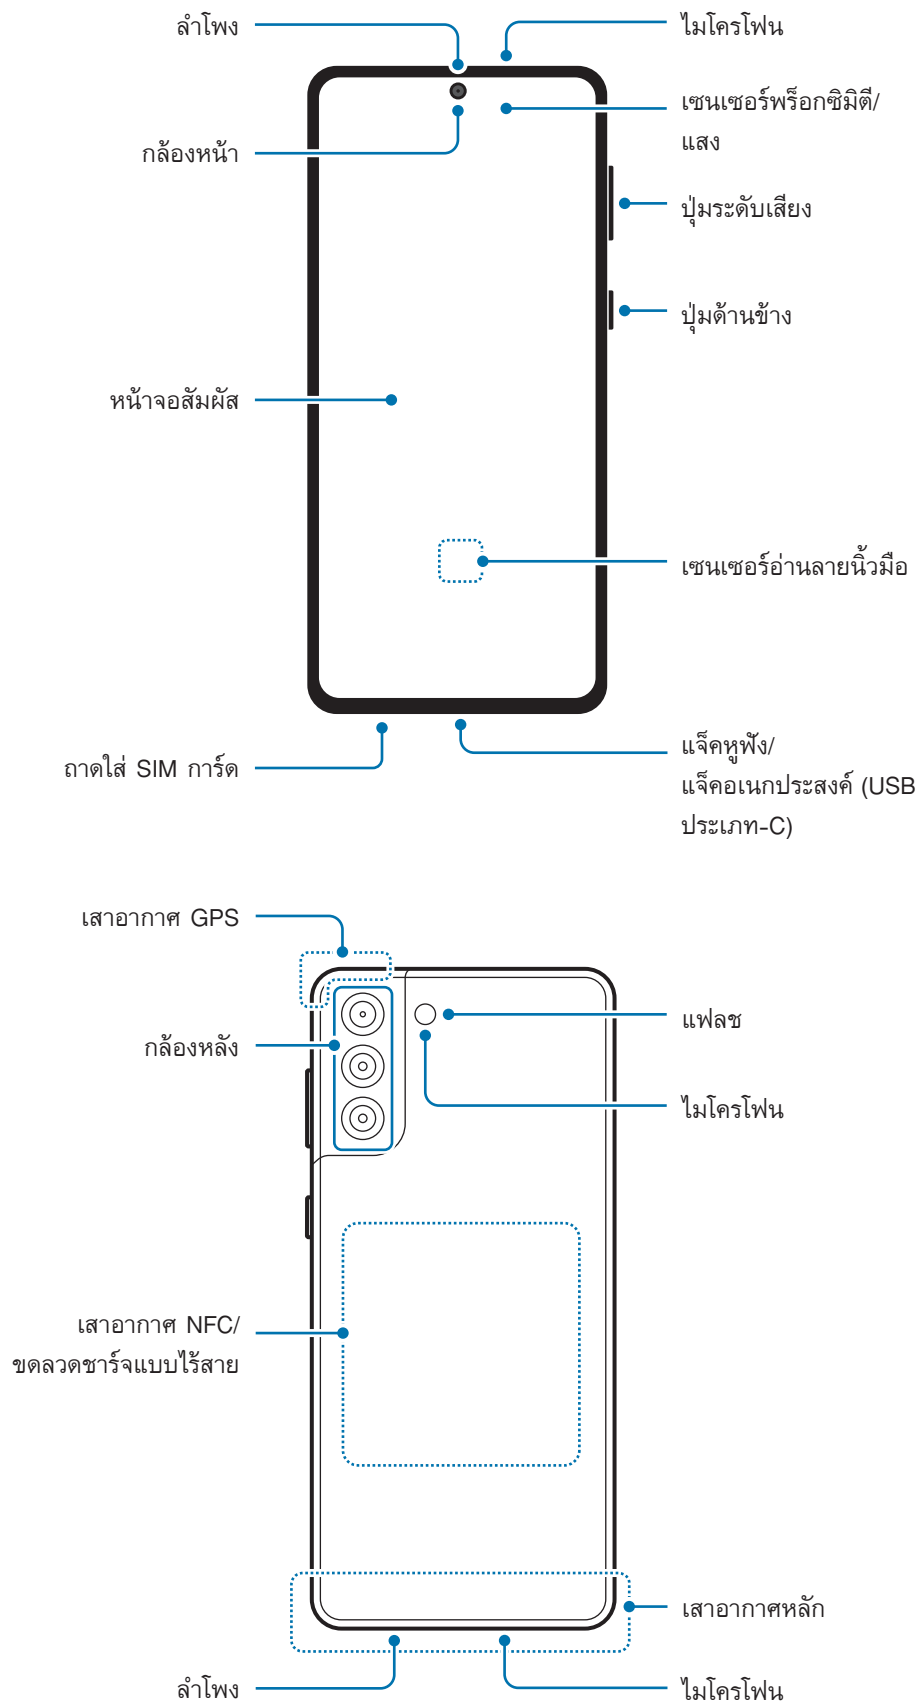 ลำโพง
ไมโครโฟน
เซนเซอร์พร็อกซิมิตี/
แสง
กล้องหน้า
ปุ่มระดับเสียง
ปุ่มด้านข้าง
หน้าจอสัมผัส
เซนเซอร์อ่านลายนิ้วมือ
ถาดใส่ SIM การ์ด
แจ็คหูฟัง/
แจ็คอเนกประสงค์ (USB
ประเภท-C)
เสาอากาศ GPS
กล้องหลัง
แฟลช
ไมโครโฟน
เสาอากาศ NFC/
ขดลวดชาร์จแบบไร้สาย
เสาอากาศหลัก
ลำโพง
ไมโครโฟน